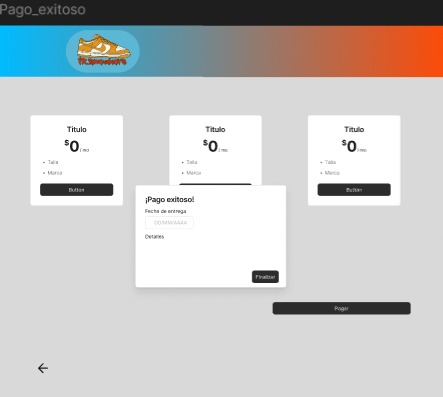 Pago_exitoso
Titulo
$0 / mo
• Talla
• Marca
Button
Titulo
$0 / mo
• Talla
• Marca
Titulo
$0 / mo
• Talla
• Marca
Button
¡Pago exitoso!
Fecha de entrega
DD/MM/AAAA
Detalles
Finalizar
Pagar